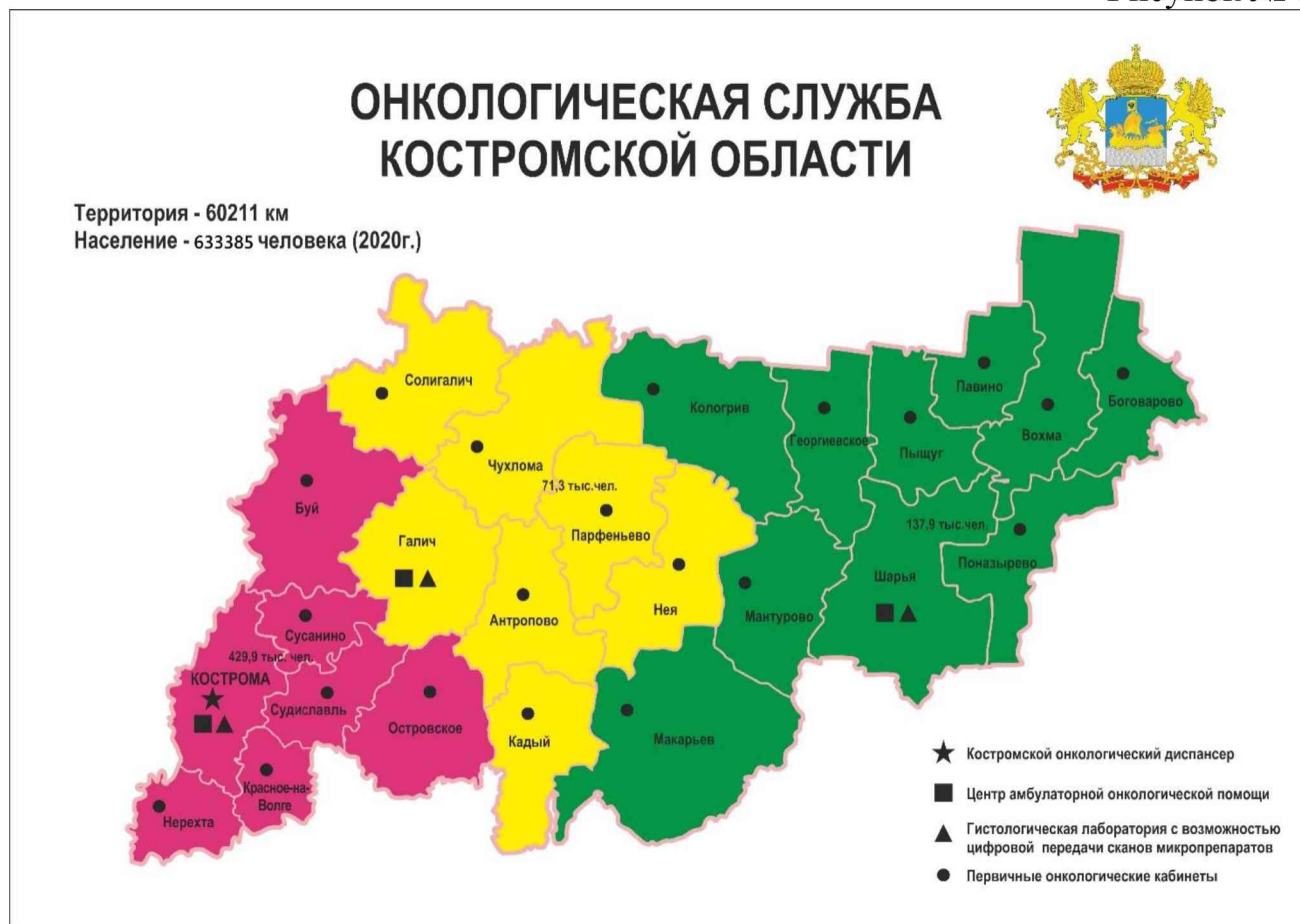 ОНКОЛОГИЧЕСКАЯ СЛУЖБА
КОСТРОМСКОЙ ОБЛАСТИ
Территория - 60211 км
Население - 633385 человека (2020г.)
Солигалич
Чухлома
71,3 тыс.чел.
Парфеньево
Буй
Галич
Антропово
Нея
Кологрив
Георгиевское
Пыщуг
Павино
Вохма
Боговарово
137,9 тыс.чел.
Поназырево
Шарья
Мантурово
Макарьев
Сусанино
429,9 тыс. чел.
КОСТРОМА
Судиславль
Островское
Кадый
Красное-на-
Волге
Нерехта
Костромской онкологический диспансер
Центр амбулаторной онкологической помощи
Гистологическая лаборатория с возможностью
цифровой передачи сканов микропрепаратов
Первичные онкологические кабинеты